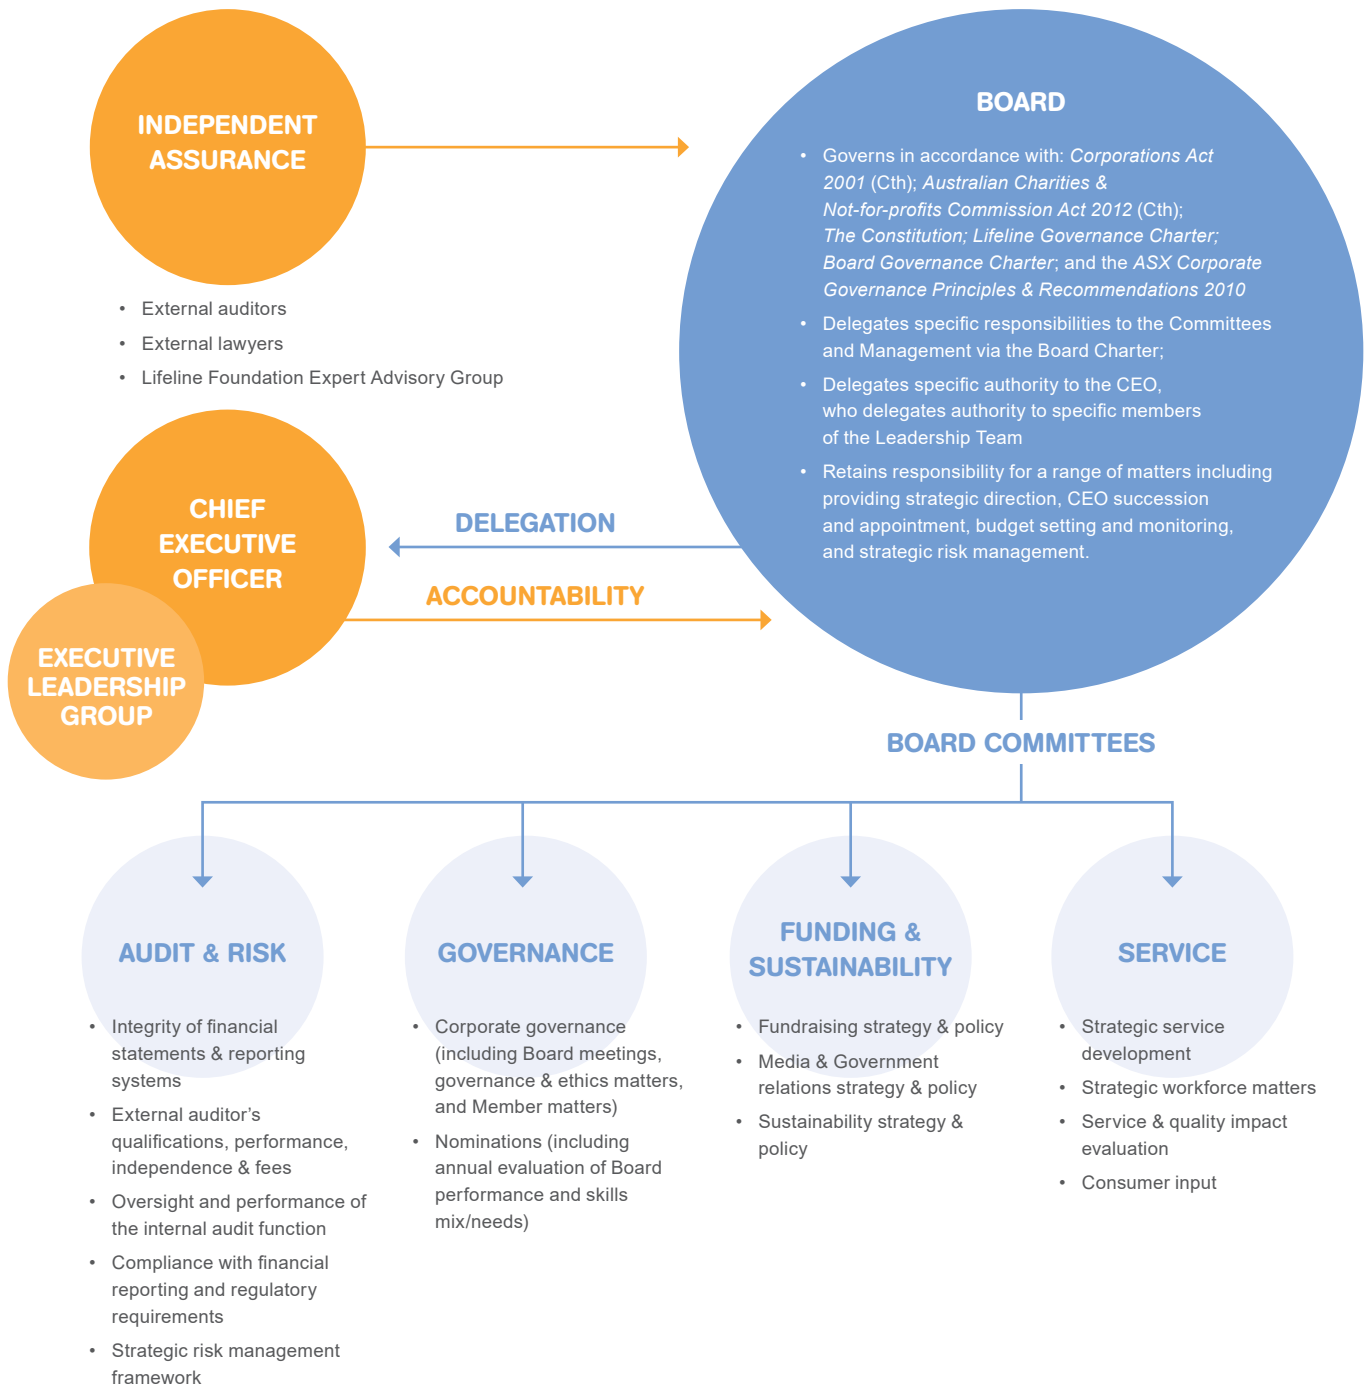 INDEPENDENT
ASSURANCE
• External auditors
• External lawyers
• Lifeline Foundation Expert Advisory Group
BOARD
• Governs in accordance with: Corporations Act
2001 (Cth); Australian Charities &
Not-for-profits Commission Act 2012 (Cth);
The Constitution; Lifeline Governance Charter;
Board Governance Charter; and the ASX Corporate
Governance Principles & Recommendations 2010
• Delegates specific responsibilities to the Committees
and Management via the Board Charter;
• Delegates specific authority to the CEO,
who delegates authority to specific members
of the Leadership Team
• Retains responsibility for a range of matters including
providing strategic direction, CEO succession
and appointment, budget setting and monitoring,
and strategic risk management.
CHIEF
EXECUTIVE
OFFICER
DELEGATION
ACCOUNTABILITY
EXECUTIVE
LEADERSHIP
GROUP
BOARD COMMITTEES
AUDIT & RISK
• Integrity of financial
statements & reporting
systems
• External auditor’s
qualifications, performance,
independence & fees
• Oversight and performance of
the internal audit function
• Compliance with financial
reporting and regulatory
requirements
• Strategic risk management
framework
GOVERNANCE
• Corporate governance
(including Board meetings,
governance & ethics matters,
and Member matters)
• Nominations (including
annual evaluation of Board
performance and skills
mix/needs)
FUNDING &
SUSTAINABILITY
• Fundraising strategy & policy
• Media & Government
relations strategy & policy
• Sustainability strategy &
policy
SERVICE
• Strategic service
development
• Strategic workforce matters
• Service & quality impact
evaluation
• Consumer input